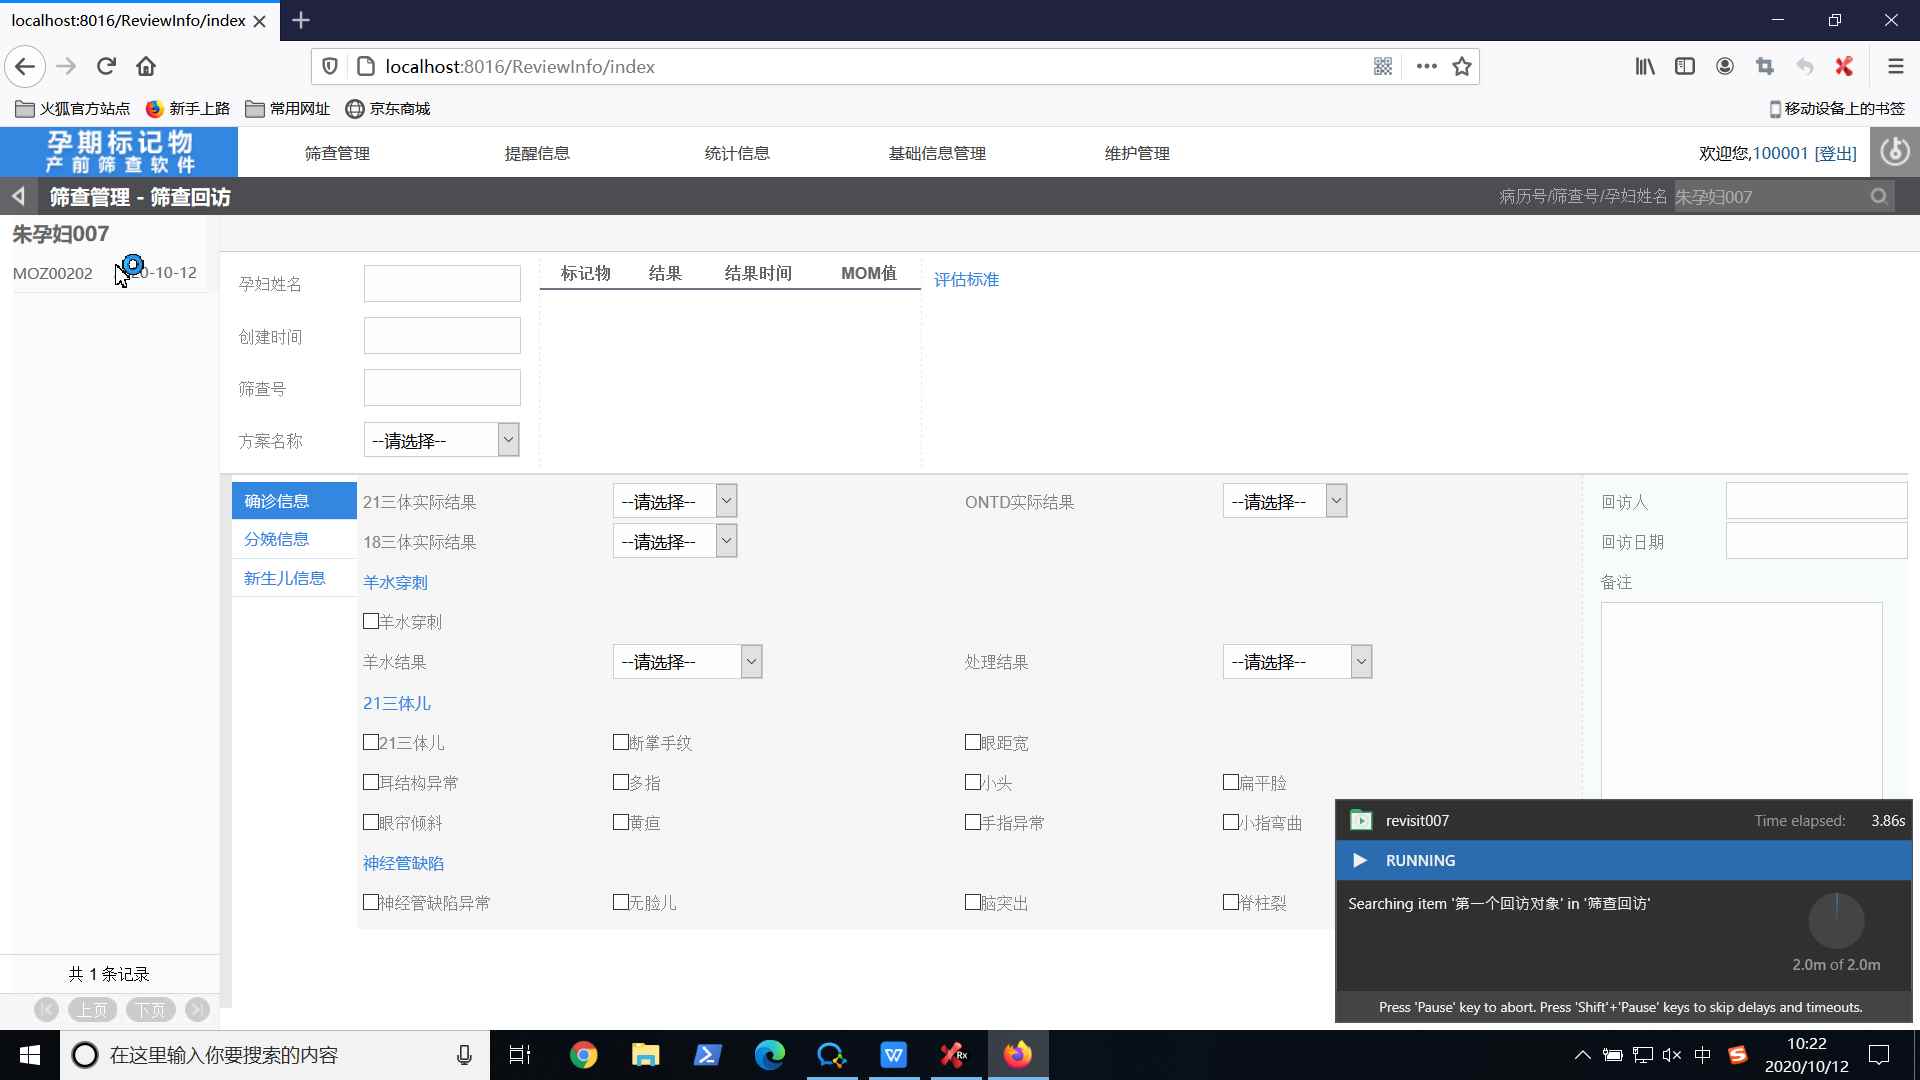 localhost:8016/ReviewInfo/index
localhost:8016/ReviewInfo/index
火狐官方站点 新手上路 常用网址 京东商城 移动设备上的书签
孕期标记物
产前筛查软件
筛查管理 提醒信息 统计信息 基础信息管理 维护管理 欢迎您,100001 [登出]
筛查管理 - 筛查回访 病历号/筛查号/孕妇姓名 朱孕妇007
朱孕妇007
MOZ00202 0-10-12
孕妇姓名
创建时间
筛查号
方案名称 --请选择--
标记物 结果 结果时间 MOM值
评估标准
确诊信息
分娩信息
新生儿信息
21三体实际结果 --请选择-- ONTD实际结果 --请选择--
18三体实际结果 --请选择--
羊水穿刺
羊水穿刺
羊水结果 --请选择-- 处理结果 --请选择--
21三体儿
21三体儿 断掌手纹 眼距宽
耳结构异常 多指 小头 扁平脸
眼帘倾斜 黄疸 手指异常 小指弯曲
神经管缺陷
神经管缺陷异常 无脸儿 脑突出 脊柱裂
回访人
回访日期
备注
共 1 条记录
上页 下页
revisit007 Time elapsed: 3.86s
RUNNING
Searching item '第一个回访对象' in '筛查回访'
2.0m of 2.0m
Press 'Pause' key to abort. Press 'Shift'+'Pause' keys to skip delays and timeouts.
在这里输入你要搜索的内容
Rx
中
10:22
2020/10/12